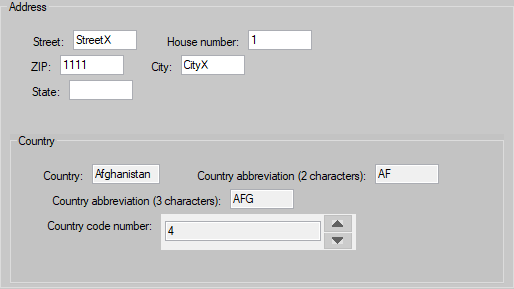 Address
Street: StreetX House number: 1
ZIP: 1111 City: CityX
State:
Country
Country: Afghanistan Country abbreviation (2 characters): AF
Country abbreviation (3 characters): AFG
Country code number: 4